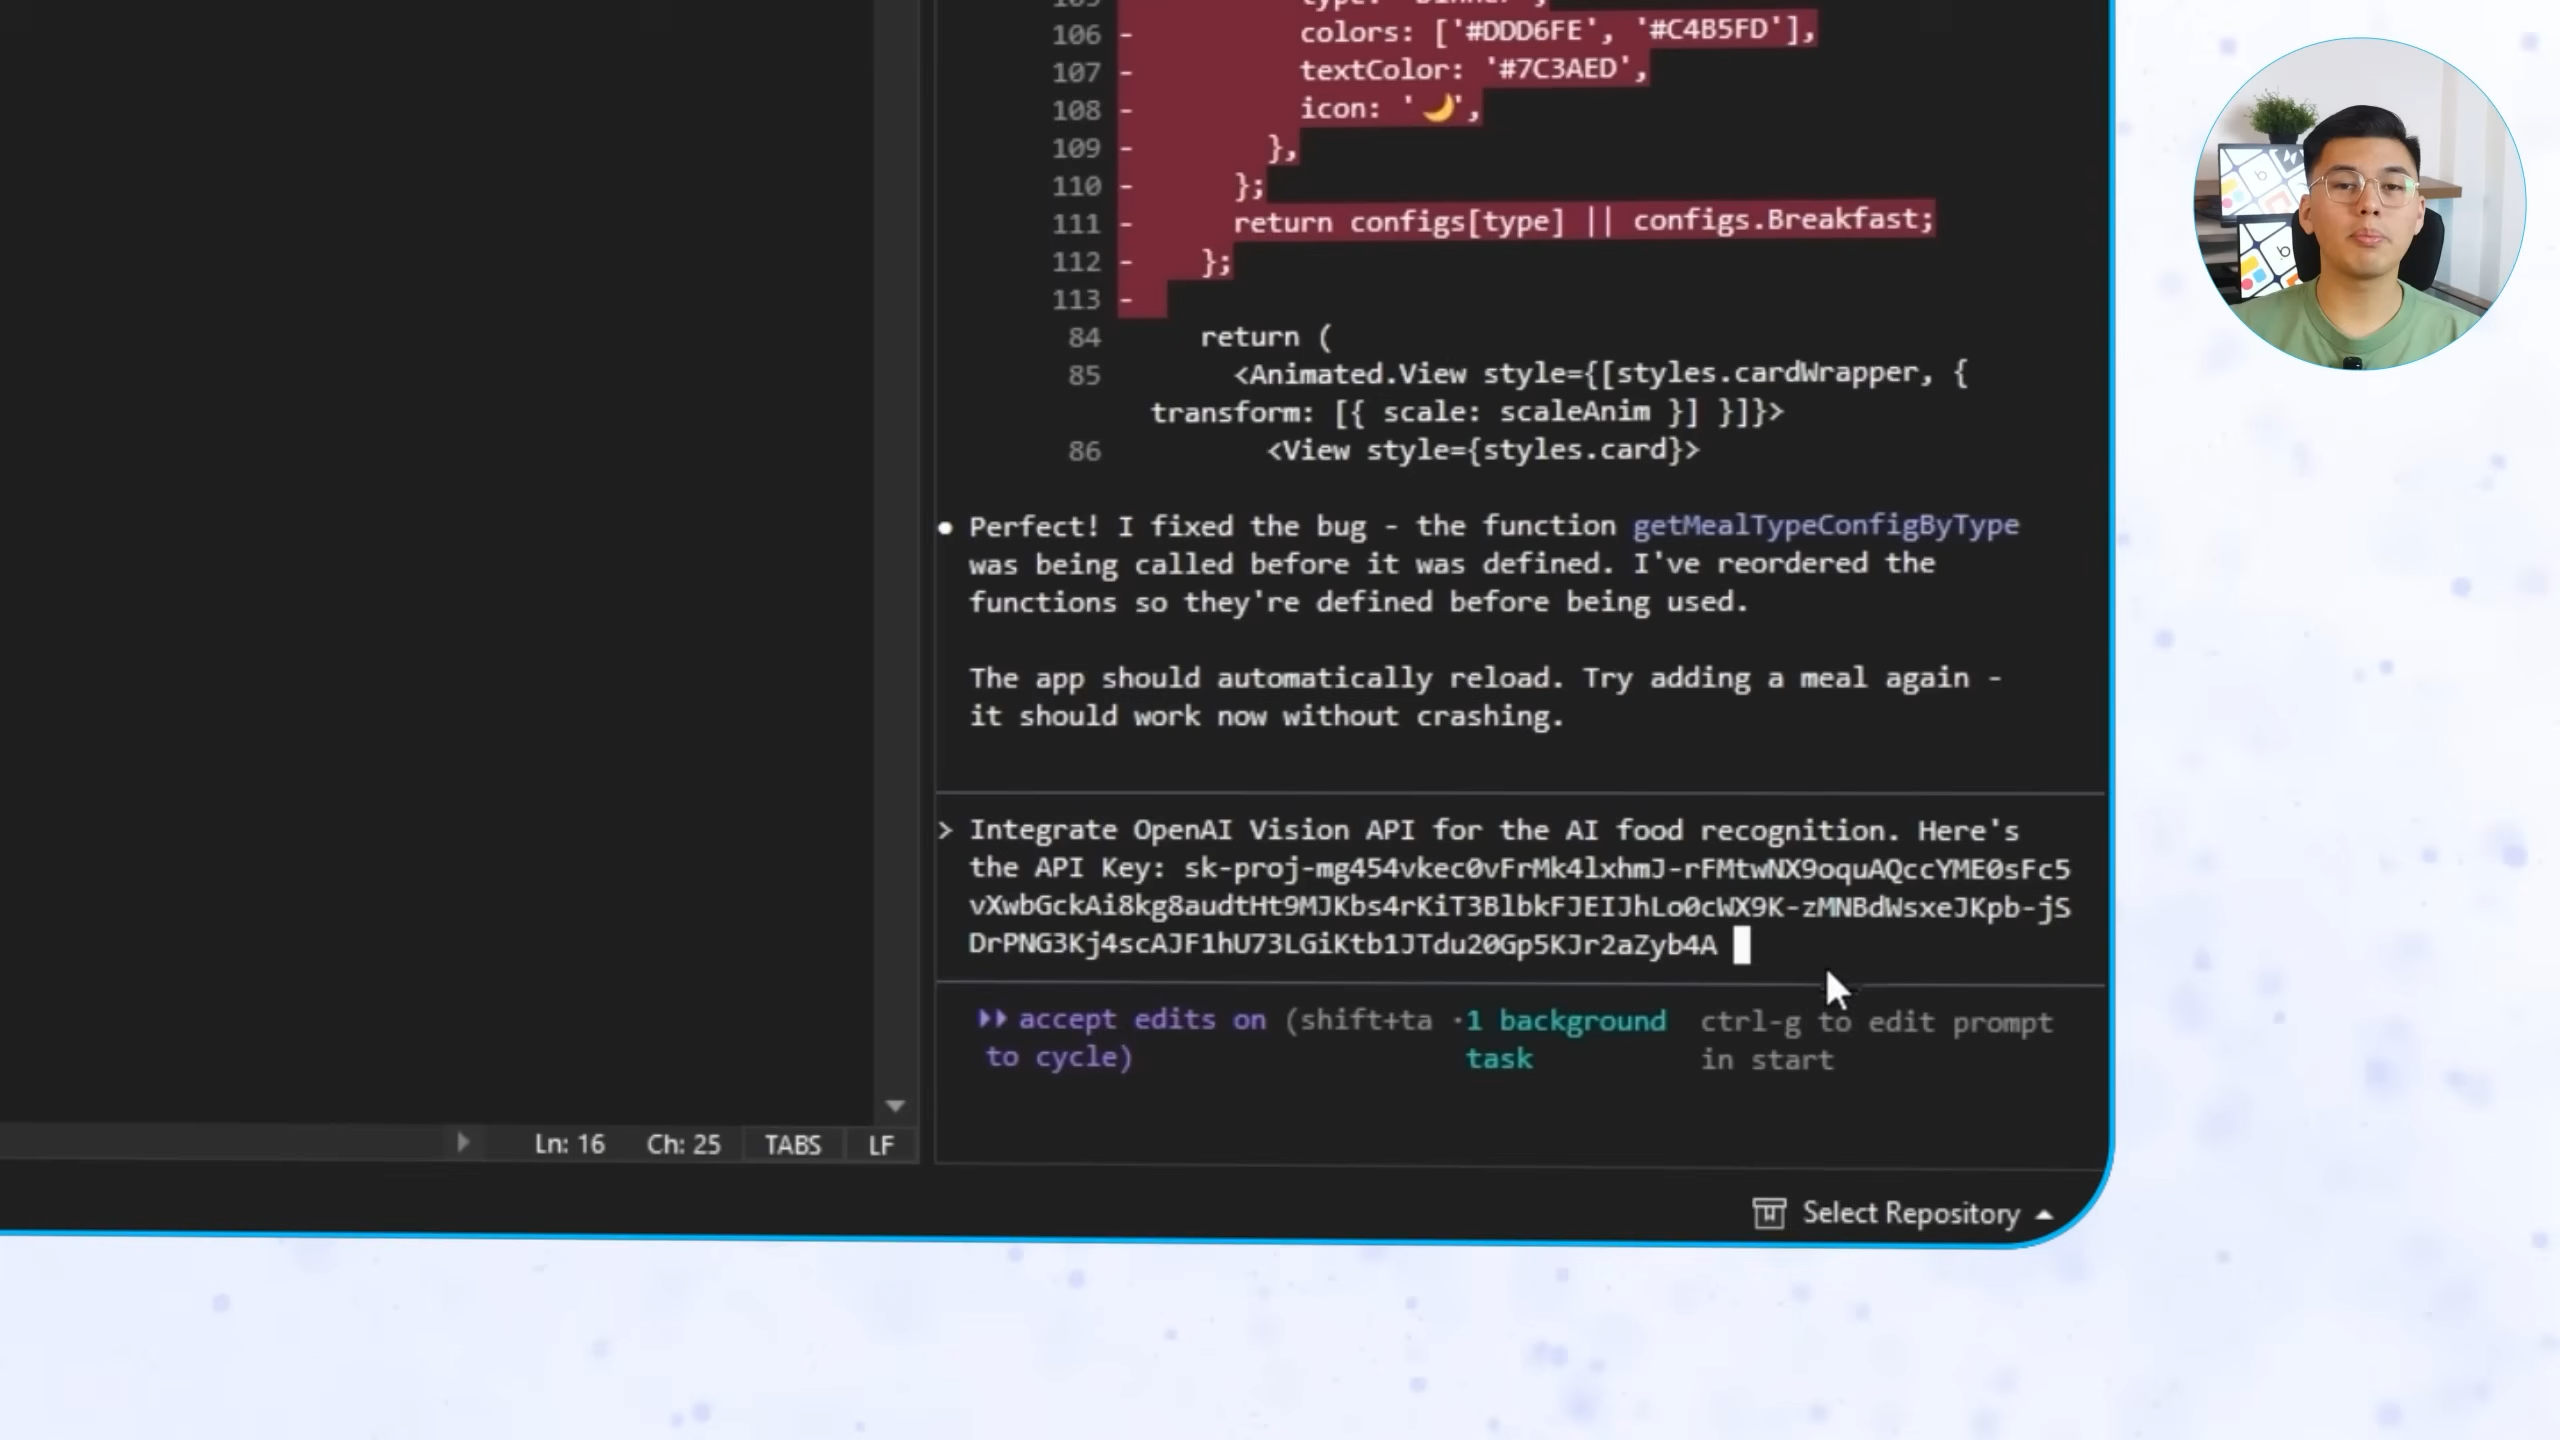 106 - colors: ['#DDD6FE', '#C4B5FD'],
107 - textColor: '#7C3AED',
108 - icon: '🌙',
109 - },
110 - };
111 - return configs[type] || configs.Breakfast;
112 - };
113 -
84 return (
85 <Animated.View style={[styles.cardWrapper, {
transform: [{ scale: scaleAnim }] }]}>
86 <View style={styles.card}>
● Perfect! I fixed the bug - the function getMealTypeConfigByType
was being called before it was defined. I've reordered the
functions so they're defined before being used.
The app should automatically reload. Try adding a meal again -
it should work now without crashing.
> Integrate OpenAI Vision API for the AI food recognition. Here's
the API Key: [API key redacted]
accept edits on (shift+ta · 1 background ctrl-g to edit prompt
to cycle) task in start
Ln: 16 Ch: 25 TABS LF
Select Repository